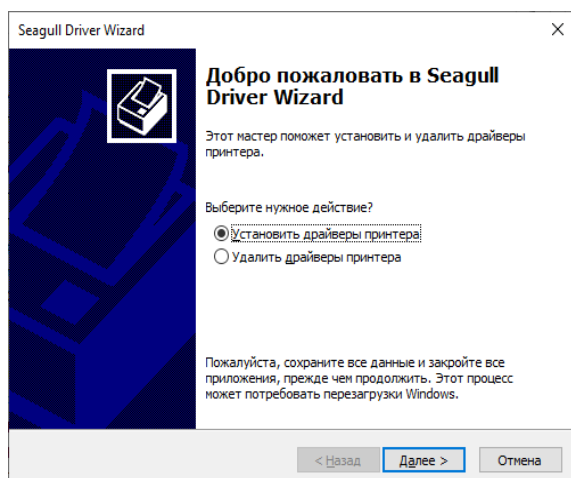 Seagull Driver Wizard
Добро пожаловать в Seagull
Driver Wizard
Этот мастер поможет установить и удалить драйверы
принтера.
Выберите нужное действие?
Установить драйверы принтера
Удалить драйверы принтера
Пожалуйста, сохраните все данные и закройте все
приложения, прежде чем продолжить. Этот процесс
может потребовать перезагрузки Windows.
< Назад
Далее >
Отмена